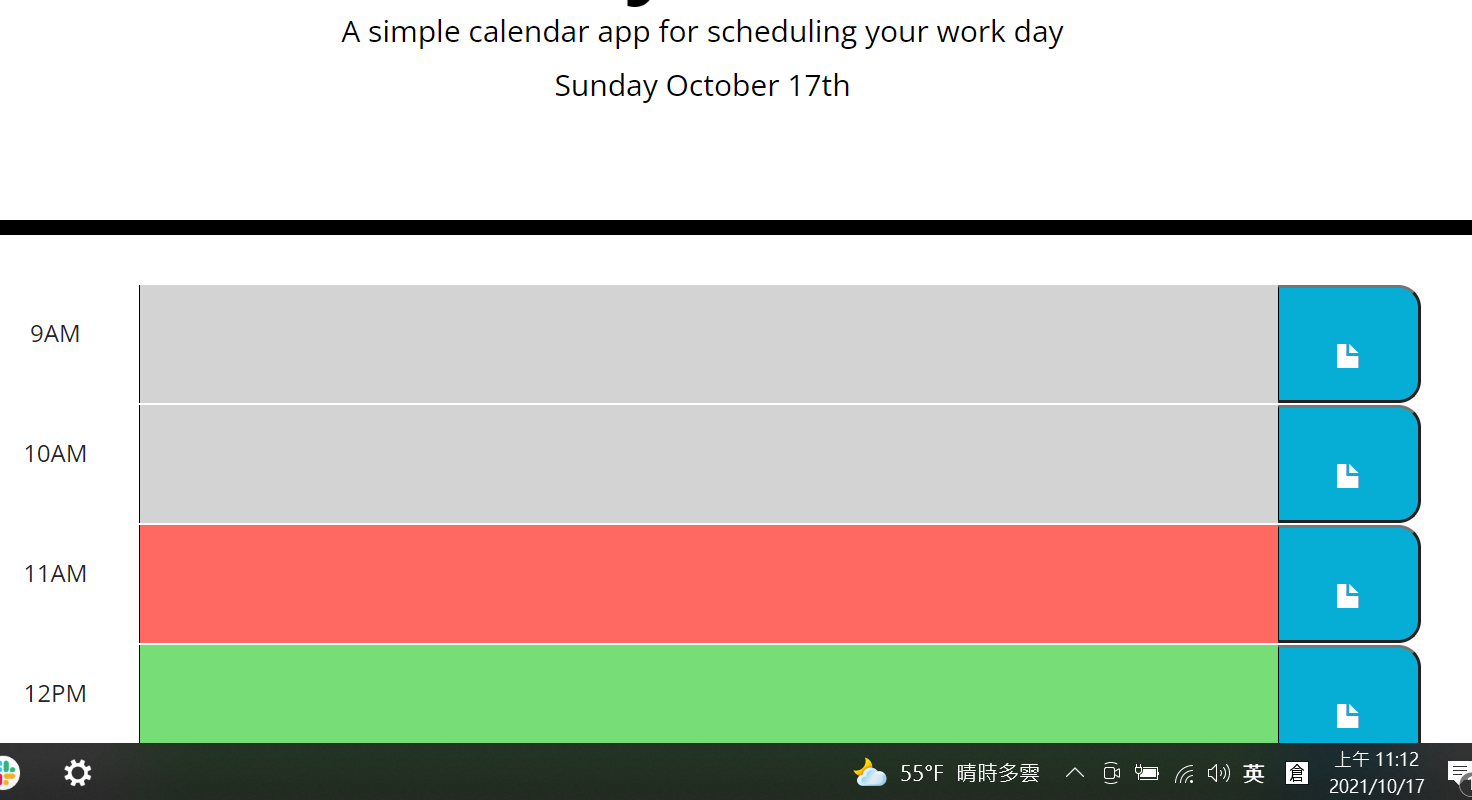 A simple calendar app for scheduling your work day
Sunday October 17th
9AM
10AM
11AM
12PM
55°F 晴時多雲 英 倉 上午 11:12
2021/10/17